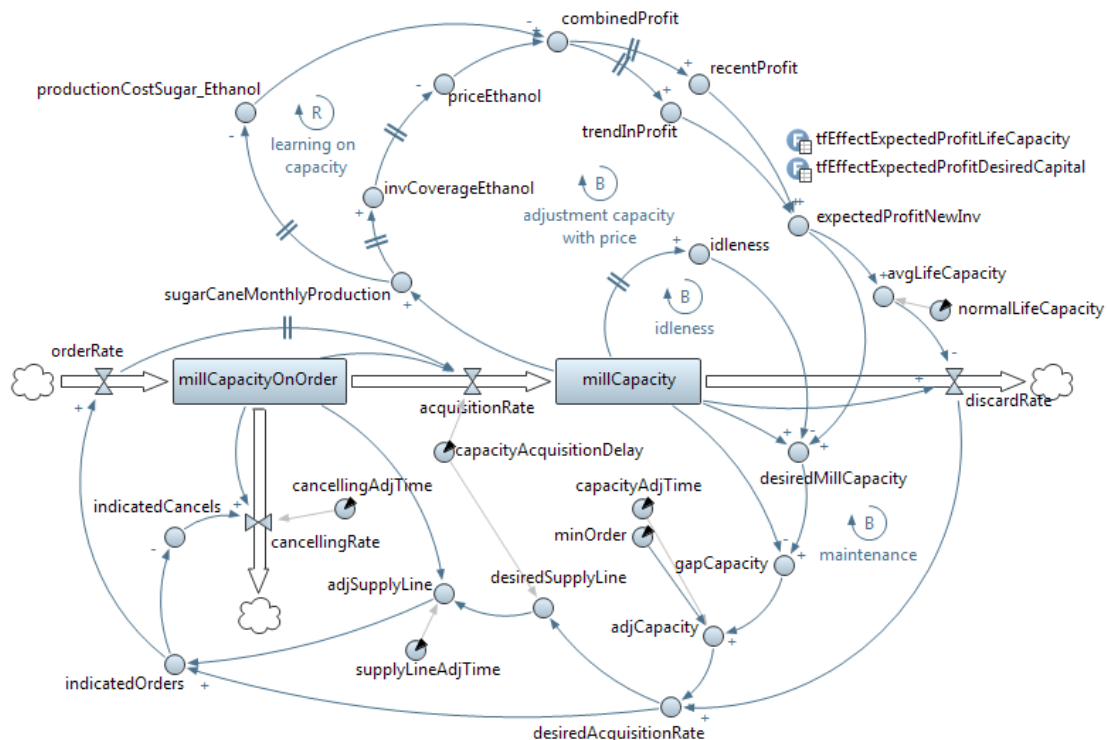 combinedProfit
productionCostSugar_Ethanol
R
learning on
capacity
priceEthanol
recentProfit
trendInProfit
F
tfEffectExpectedProfitLifeCapacity
F
tfEffectExpectedProfitDesiredCapital
invCoverageEthanol
B
adjustment capacity
with price
expectedProfitNewInv
idleness
avgLifeCapacity
sugarCaneMonthlyProduction
B
idleness
normalLifeCapacity
orderRate
millCapacityOnOrder
millCapacity
acquisitionRate
discardRate
capacityAcquisitionDelay
desiredMillCapacity
cancellingAdjTime
capacityAdjTime
indicatedCancels
minOrder
B
maintenance
cancellingRate
gapCapacity
adjSupplyLine
desiredSupplyLine
adjCapacity
supplyLineAdjTime
indicatedOrders
desiredAcquisitionRate